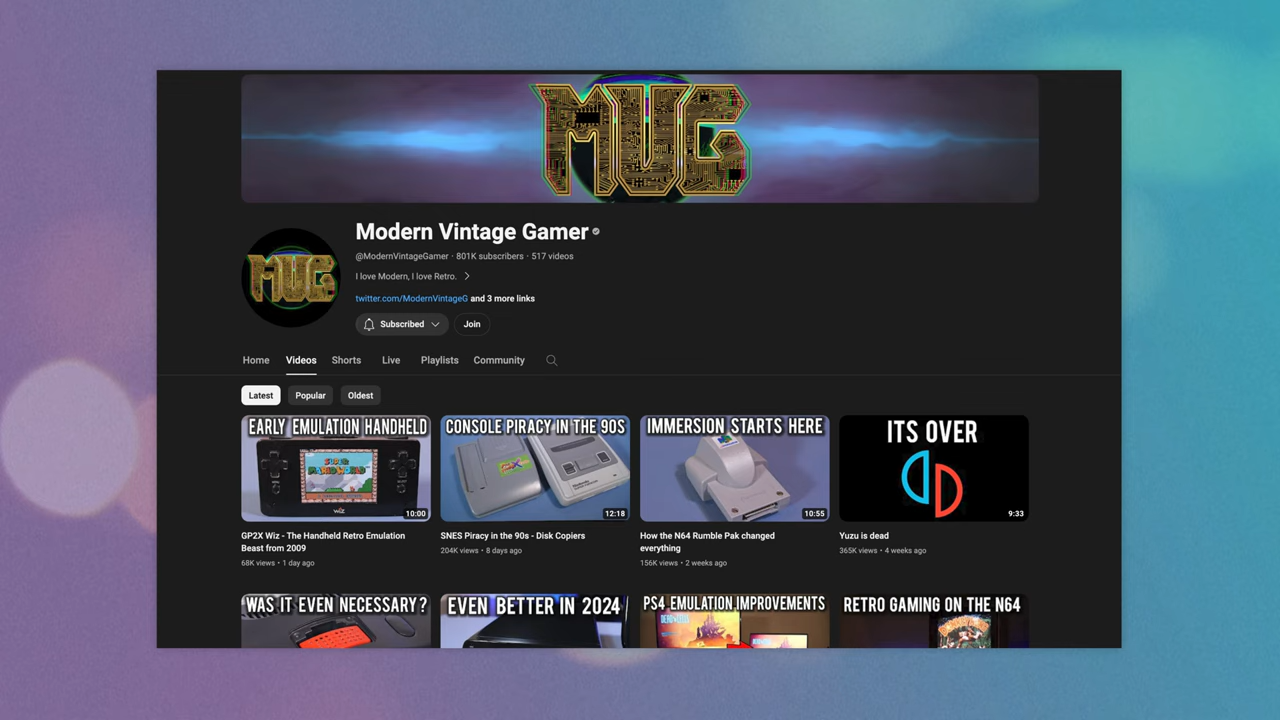 MVG
Modern Vintage Gamer
@ModernVintageGamer · 801K subscribers · 517 videos
I love Modern, I love Retro.
twitter.com/ModernVintageG and 3 more links
MVG
Subscribed
Join
Home Videos Shorts Live Playlists Community
Latest Popular Oldest
EARLY EMULATION HANDHELD
CONSOLE PIRACY IN THE 90S
IMMERSION STARTS HERE
ITS OVER
SUPER
MARIO WORLD
Nintendo
wiz
10:00
12:18
10:55
9:33
GP2X Wiz - The Handheld Retro Emulation
Beast from 2009
68K views • 1 day ago
SNES Piracy in the 90s - Disk Copiers
204K views • 8 days ago
How the N64 Rumble Pak changed
everything
156K views • 2 weeks ago
Yuzu is dead
365K views • 4 weeks ago
WAS IT EVEN NECESSARY?
EVEN BETTER IN 2024
PS4 EMULATION IMPROVEMENTS
RETRO GAMING ON THE N64